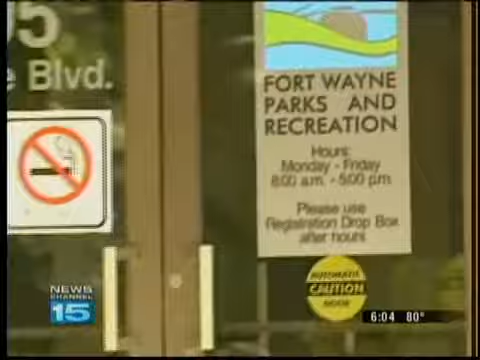 05
e Blvd.
FORT WAYNE
PARKS AND
RECREATION
Hours:
Monday - Friday
8:00 a.m. - 5:00 p.m.
Please use
Registration Drop Box
after hours
AUTOMATIC
CAUTION
DOOR
NEWS
CHANNEL
15
6:04 80°